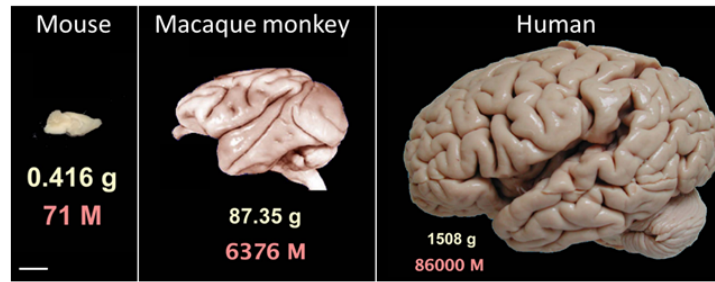 Mouse
0.416 g
71 M
Macaque monkey
87.35 g
6376 M
Human
1508 g
86000 M